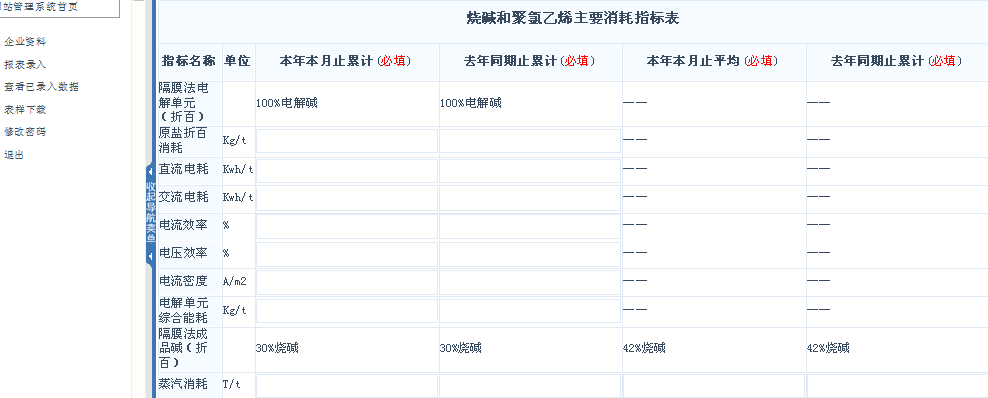 网站管理系统首页
企业资料
报表录入
查看已录入数据
表样下载
修改密码
退出
收起导航菜单
烧碱和聚氯乙烯主要消耗指标表
指标名称 单位 本年本月止累计(必填) 去年同期止累计(必填) 本年本月止平均(必填) 去年同期止累计(必填)
隔膜法电
解单元
(折百) 100%电解碱 100%电解碱 —— ——
原盐折百
消耗 Kg/t —— ——
直流电耗 Kwh/t —— ——
交流电耗 Kwh/t —— ——
电流效率 % —— ——
电压效率 % —— ——
电流密度 A/m2 —— ——
电解单元
综合能耗 Kg/t —— ——
隔膜法成
品碱(折
百) 30%烧碱 30%烧碱 42%烧碱 42%烧碱
蒸汽消耗 T/t